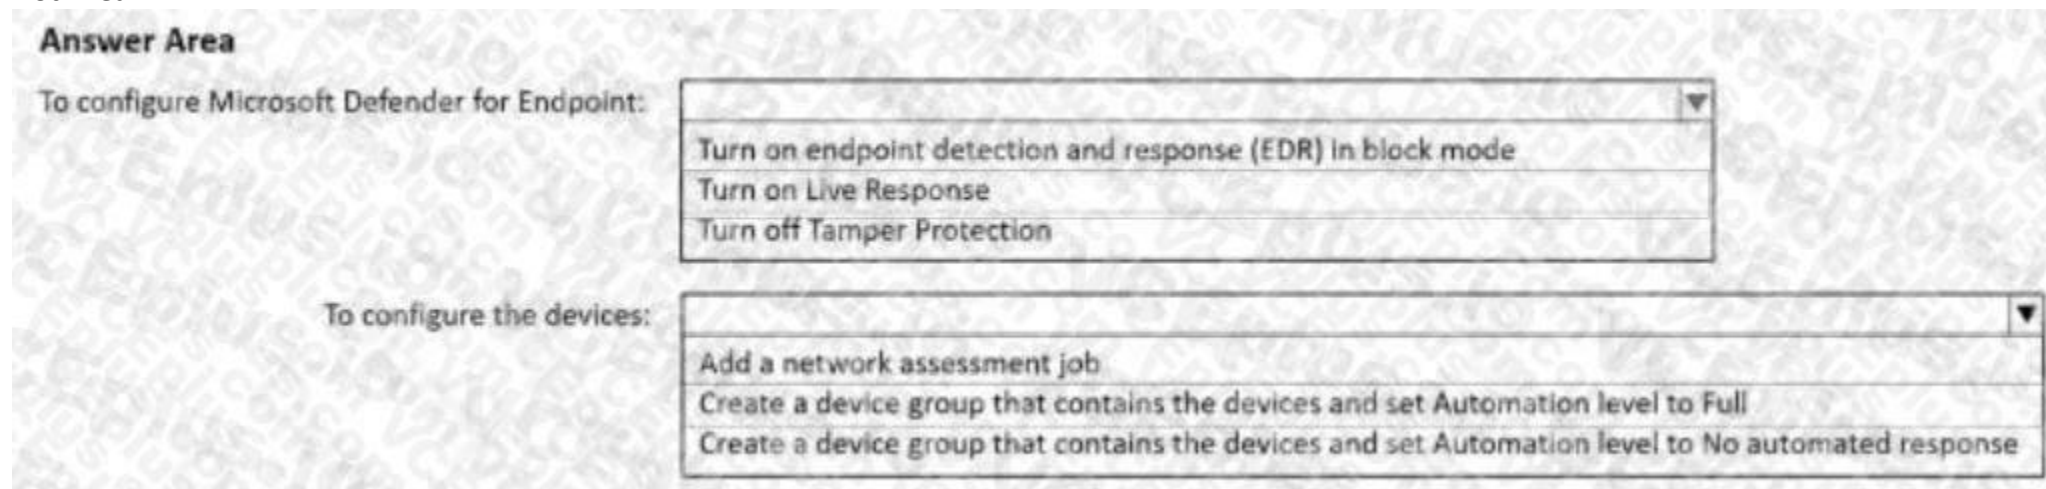 Answer Area
To configure Microsoft Defender for Endpoint:
Turn on endpoint detection and response (EDR) in block mode
Turn on Live Response
Turn off Tamper Protection
To configure the devices:
Add a network assessment job
Create a device group that contains the devices and set Automation level to Full
Create a device group that contains the devices and set Automation level to No automated response